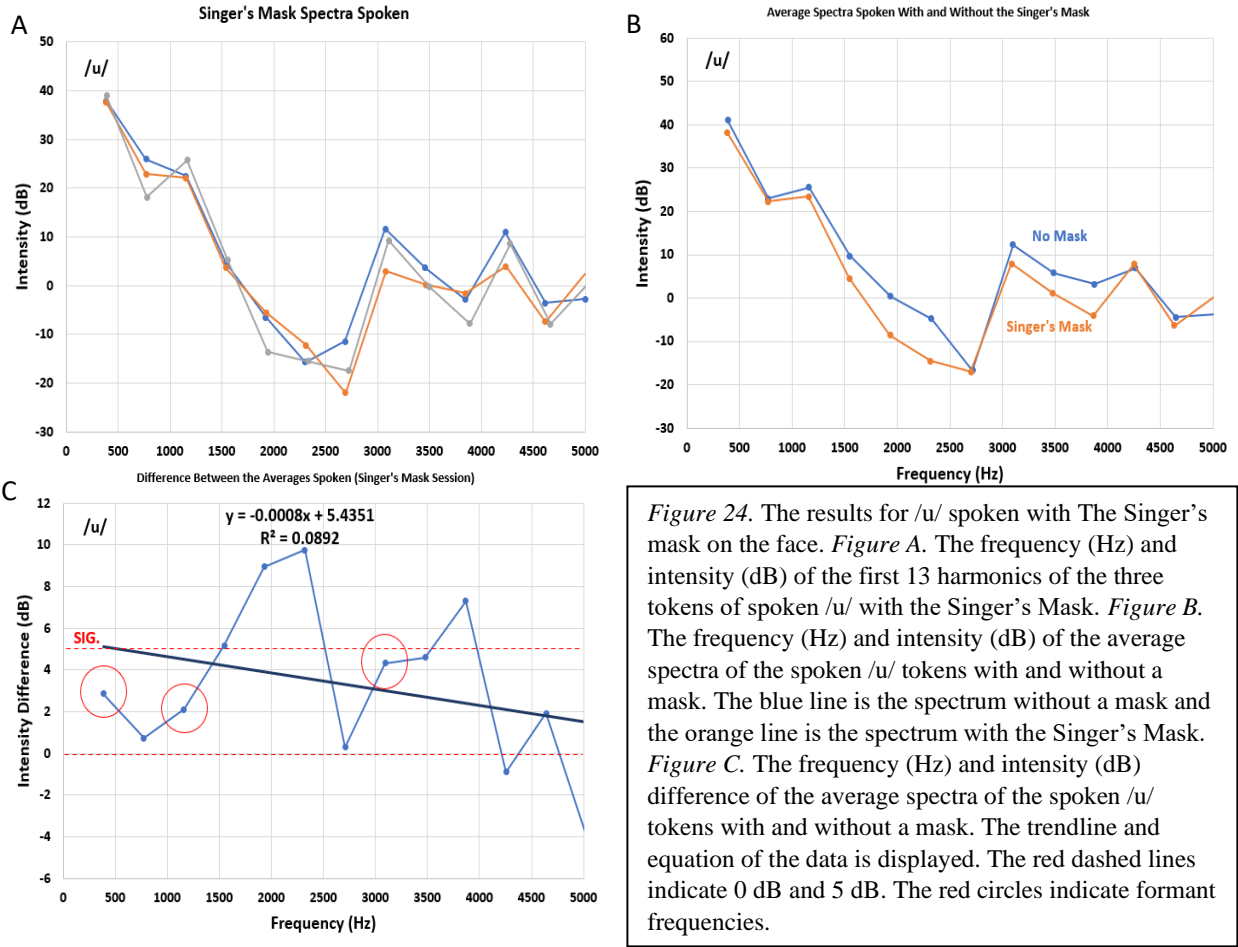 A
Singer's Mask Spectra Spoken
/u/
Intensity (dB)
50
40
30
20
10
0
-10
-20
-30
0 500 1000 1500 2000 2500 3000 3500 4000 4500 5000
B
Average Spectra Spoken With and Without the Singer's Mask
/u/
Intensity (dB)
60
50
40
30
20
10
0
-10
-20
-30
No Mask
Singer's Mask
0 500 1000 1500 2000 2500 3000 3500 4000 4500 5000
Frequency (Hz)
C
Difference Between the Averages Spoken (Singer's Mask Session)
/u/
y = -0.0008x + 5.4351
R² = 0.0892
SIG.
Intensity Difference (dB)
12
10
8
6
4
2
0
-2
-4
-6
0 500 1000 1500 2000 2500 3000 3500 4000 4500 5000
Frequency (Hz)
Figure 24. The results for /u/ spoken with The Singer's
mask on the face. Figure A. The frequency (Hz) and
intensity (dB) of the first 13 harmonics of the three
tokens of spoken /u/ with the Singer's Mask. Figure B.
The frequency (Hz) and intensity (dB) of the average
spectra of the spoken /u/ tokens with and without a
mask. The blue line is the spectrum without a mask and
the orange line is the spectrum with the Singer's Mask.
Figure C. The frequency (Hz) and intensity (dB)
difference of the average spectra of the spoken /u/
tokens with and without a mask. The trendline and
equation of the data is displayed. The red dashed lines
indicate 0 dB and 5 dB. The red circles indicate formant
frequencies.